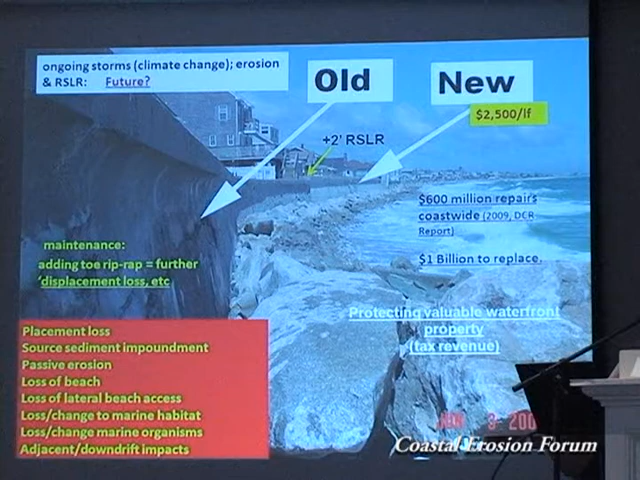 ongoing storms (climate change); erosion
& RSLR: Future?
Old
New
$2,500/lf
+2' RSLR
$600 million repairs
coastwide (2009, DCR
Report)
$1 Billion to replace.
maintenance:
adding toe rip-rap = further
'displacement loss, etc
Protecting valuable waterfront
property
(tax revenue)
Placement loss
Source sediment impoundment
Passive erosion
Loss of beach
Loss of lateral beach access
Loss/change to marine habitat
Loss/change marine organisms
Adjacent/downdrift impacts
Coastal Erosion Forum